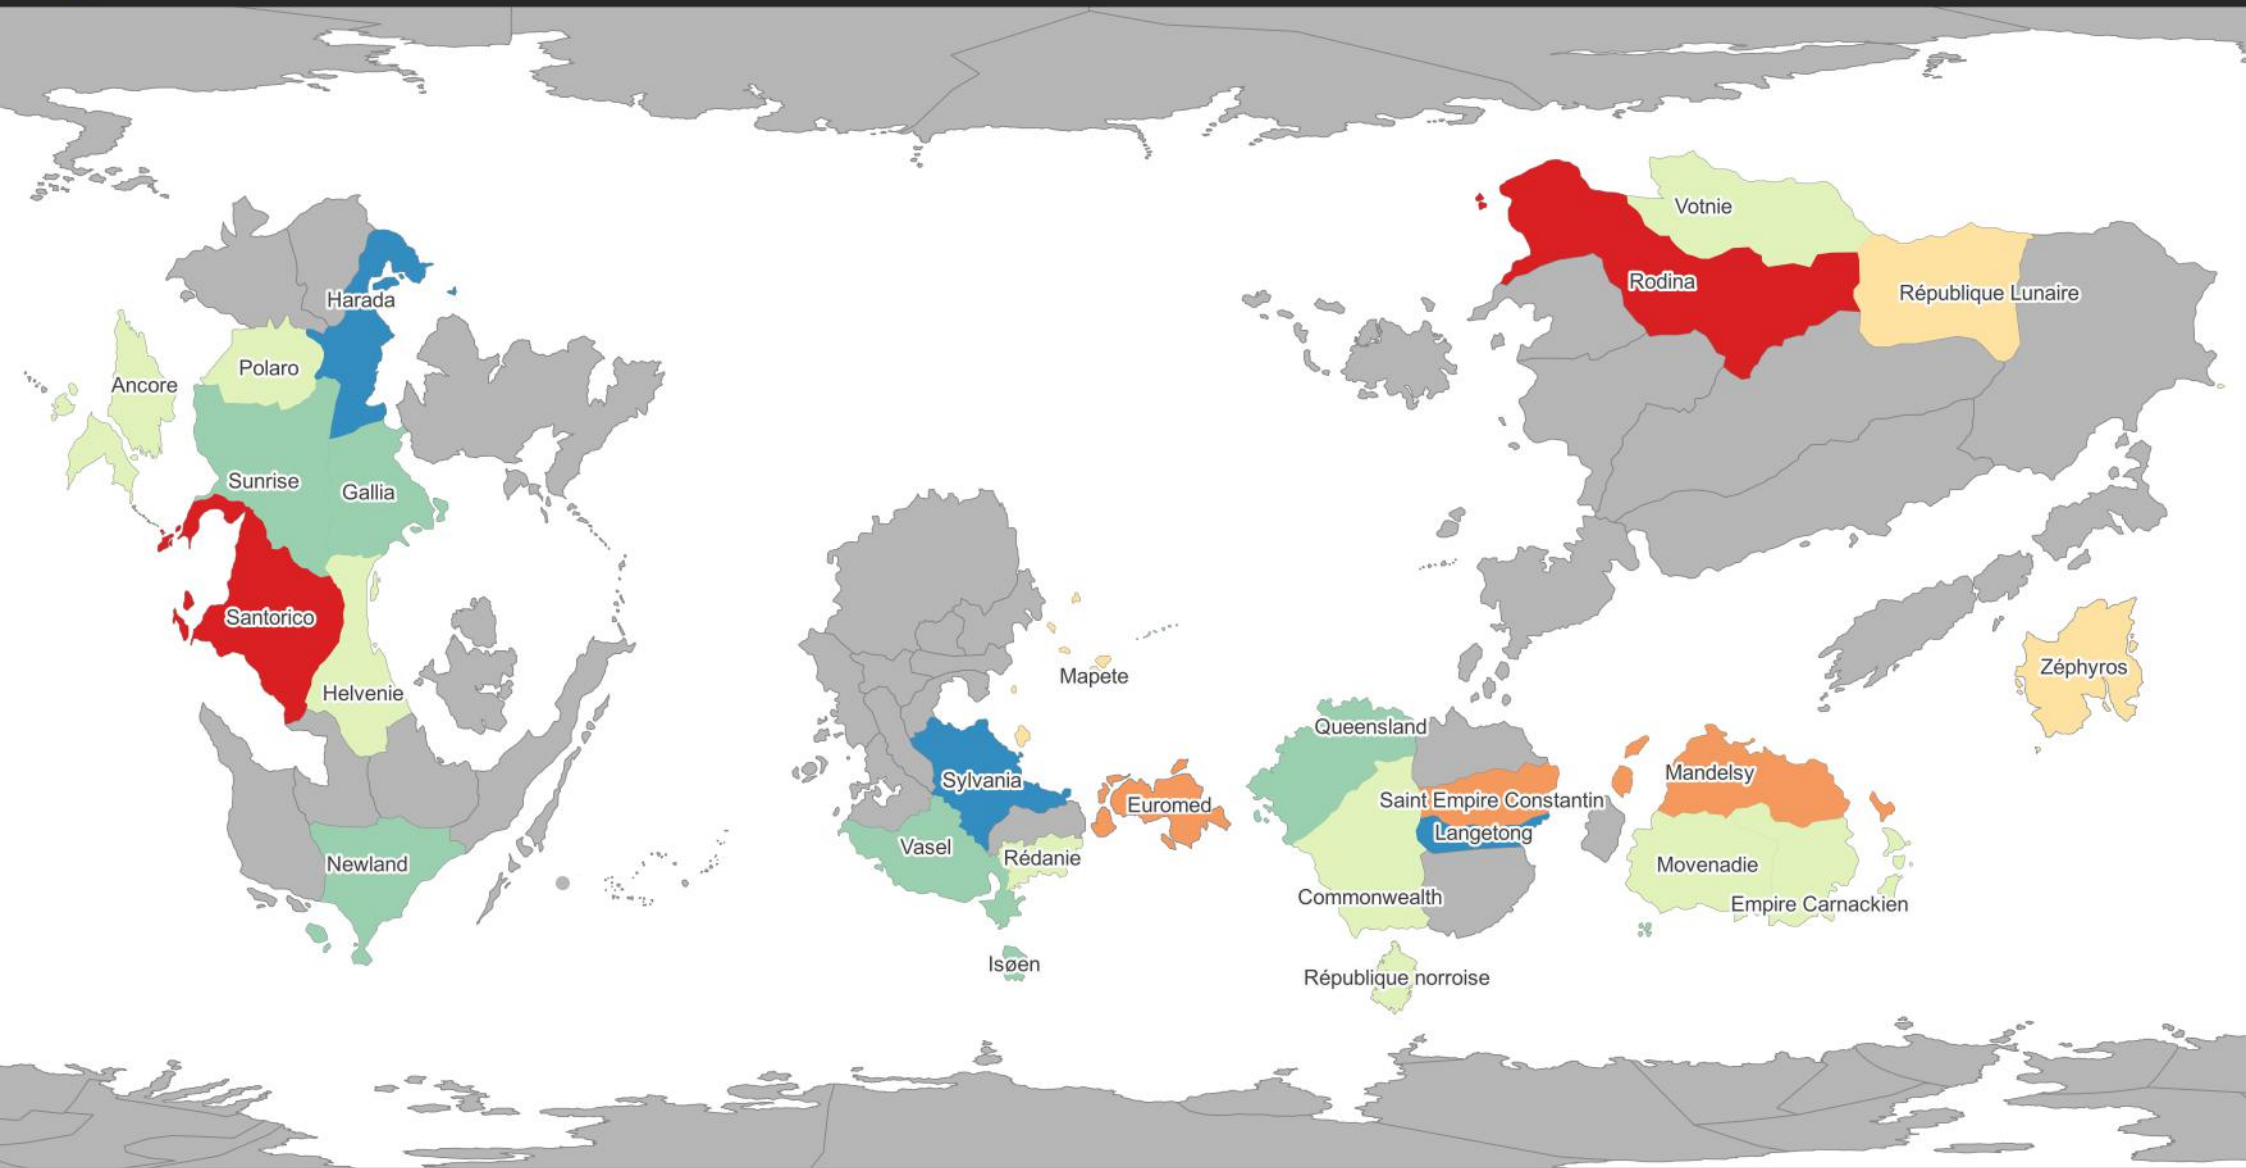 Votnie
Rodina
République Lunaire
Harada
Polaro
Ancore
Sunrise
Gallia
Santorico
Helvenie
Mapete
Zéphyros
Queensland
Sylvania
Mandelsy
Euromed
Saint Empire Constantin
Langetong
Vasel
Rédanie
Newland
Movenadie
Commonwealth
Empire Carnackien
Isøen
République norroise